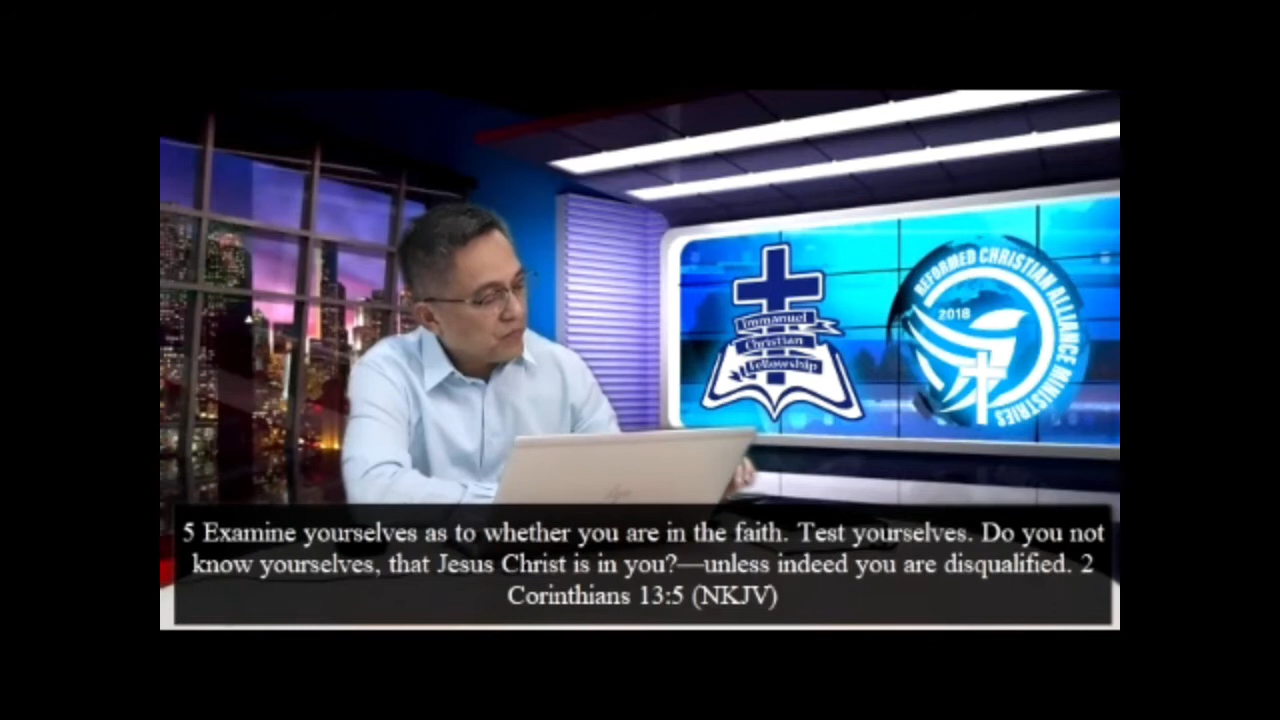 REFORMED CHRISTIAN ALLIANCE MINISTRIES
2018
Immanuel
Christian
Fellowship
5 Examine yourselves as to whether you are in the faith. Test yourselves. Do you not
know yourselves, that Jesus Christ is in you?—unless indeed you are disqualified. 2
Corinthians 13:5 (NKJV)